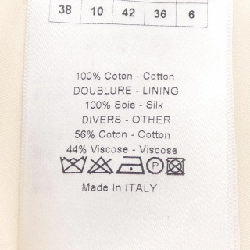 38 10 42 36 6
100% Coton - Cotton
DOUBLURE - LINING
100% Soie - Silk
DIVERS - OTHER
56% Coton - Cotton
44% Viscose - Viscosa
Made in ITALY